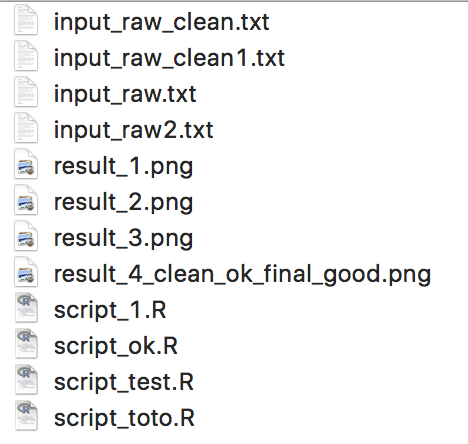 input_raw_clean.txt
input_raw_clean1.txt
input_raw.txt
input_raw2.txt
result_1.png
result_2.png
result_3.png
result_4_clean_ok_final_good.png
script_1.R
script_ok.R
script_test.R
script_toto.R